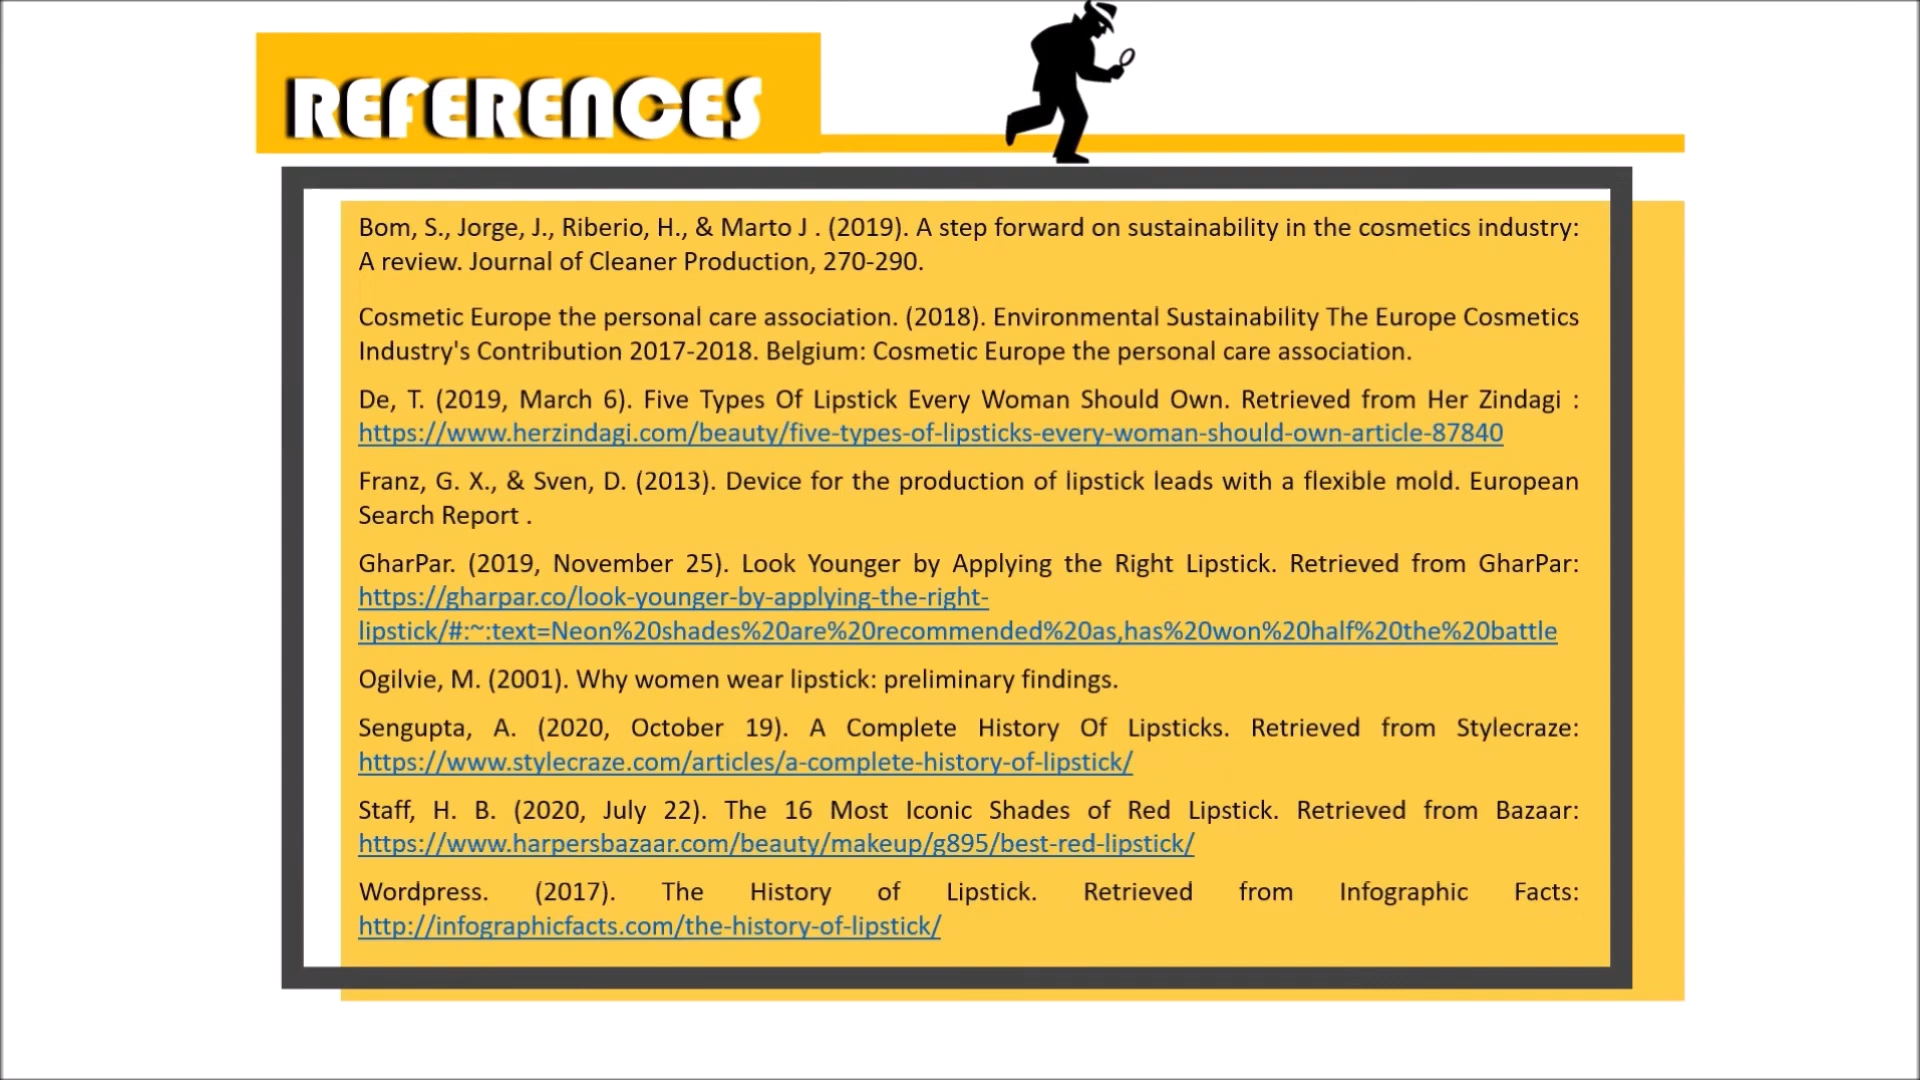 REFERENCES
Bom, S., Jorge, J., Riberio, H., & Marto J . (2019). A step forward on sustainability in the cosmetics industry:
A review. Journal of Cleaner Production, 270-290.
Cosmetic Europe the personal care association. (2018). Environmental Sustainability The Europe Cosmetics
Industry's Contribution 2017-2018. Belgium: Cosmetic Europe the personal care association.
De, T. (2019, March 6). Five Types Of Lipstick Every Woman Should Own. Retrieved from Her Zindagi :
https://www.herzindagi.com/beauty/five-types-of-lipsticks-every-woman-should-own-article-87840
Franz, G. X., & Sven, D. (2013). Device for the production of lipstick leads with a flexible mold. European
Search Report .
GharPar. (2019, November 25). Look Younger by Applying the Right Lipstick. Retrieved from GharPar:
https://gharpar.co/look-younger-by-applying-the-right-
lipstick/#:~:text=Neon%20shades%20are%20recommended%20as,has%20won%20half%20the%20battle
Ogilvie, M. (2001). Why women wear lipstick: preliminary findings.
Sengupta, A. (2020, October 19). A Complete History Of Lipsticks. Retrieved from Stylecraze:
https://www.stylecraze.com/articles/a-complete-history-of-lipstick/
Staff, H. B. (2020, July 22). The 16 Most Iconic Shades of Red Lipstick. Retrieved from Bazaar:
https://www.harpersbazaar.com/beauty/makeup/g895/best-red-lipstick/
Wordpress. (2017). The History of Lipstick. Retrieved from Infographic Facts:
http://infographicfacts.com/the-history-of-lipstick/